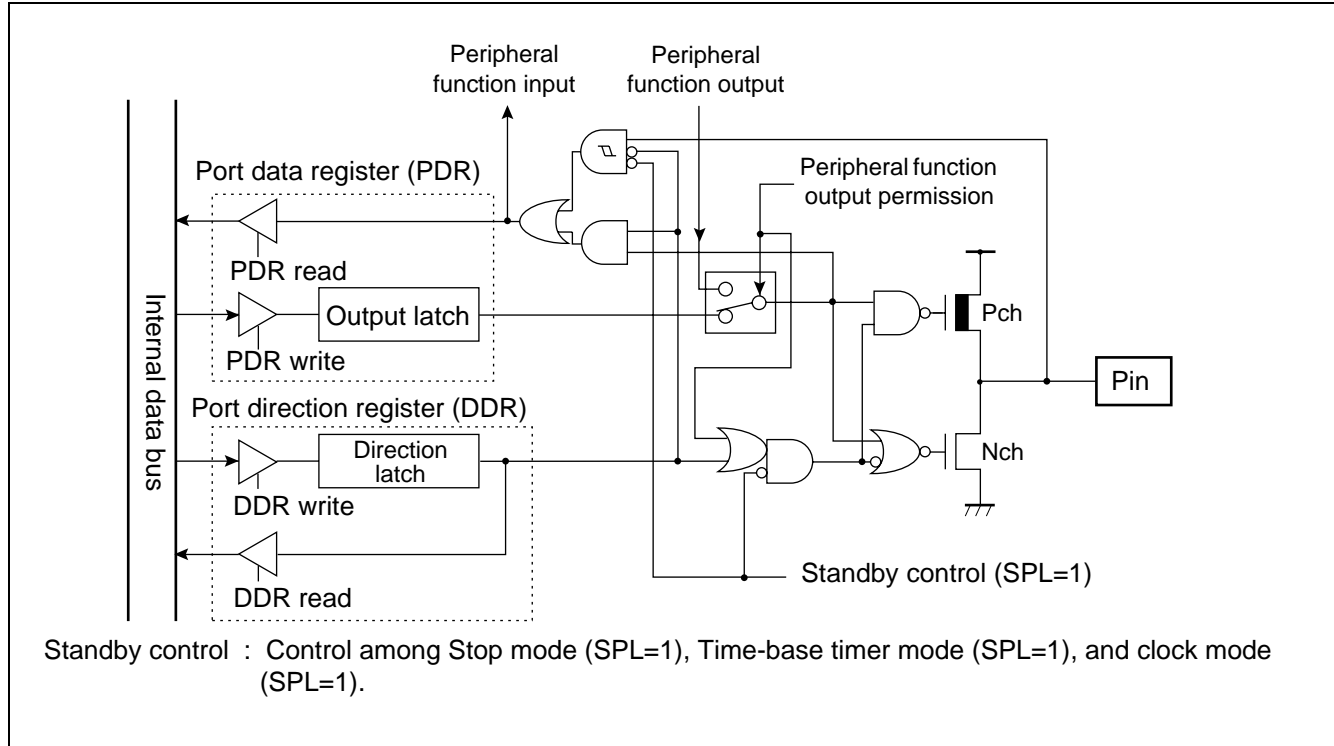 Peripheral
function input
Peripheral
function output
Port data register (PDR)
Peripheral function
output permission
PDR read
Output latch
PDR write
Pch
Pin
Internal data bus
Port direction register (DDR)
Direction
latch
Nch
DDR write
Standby control (SPL=1)
DDR read
Standby control : Control among Stop mode (SPL=1), Time-base timer mode (SPL=1), and clock mode
(SPL=1).